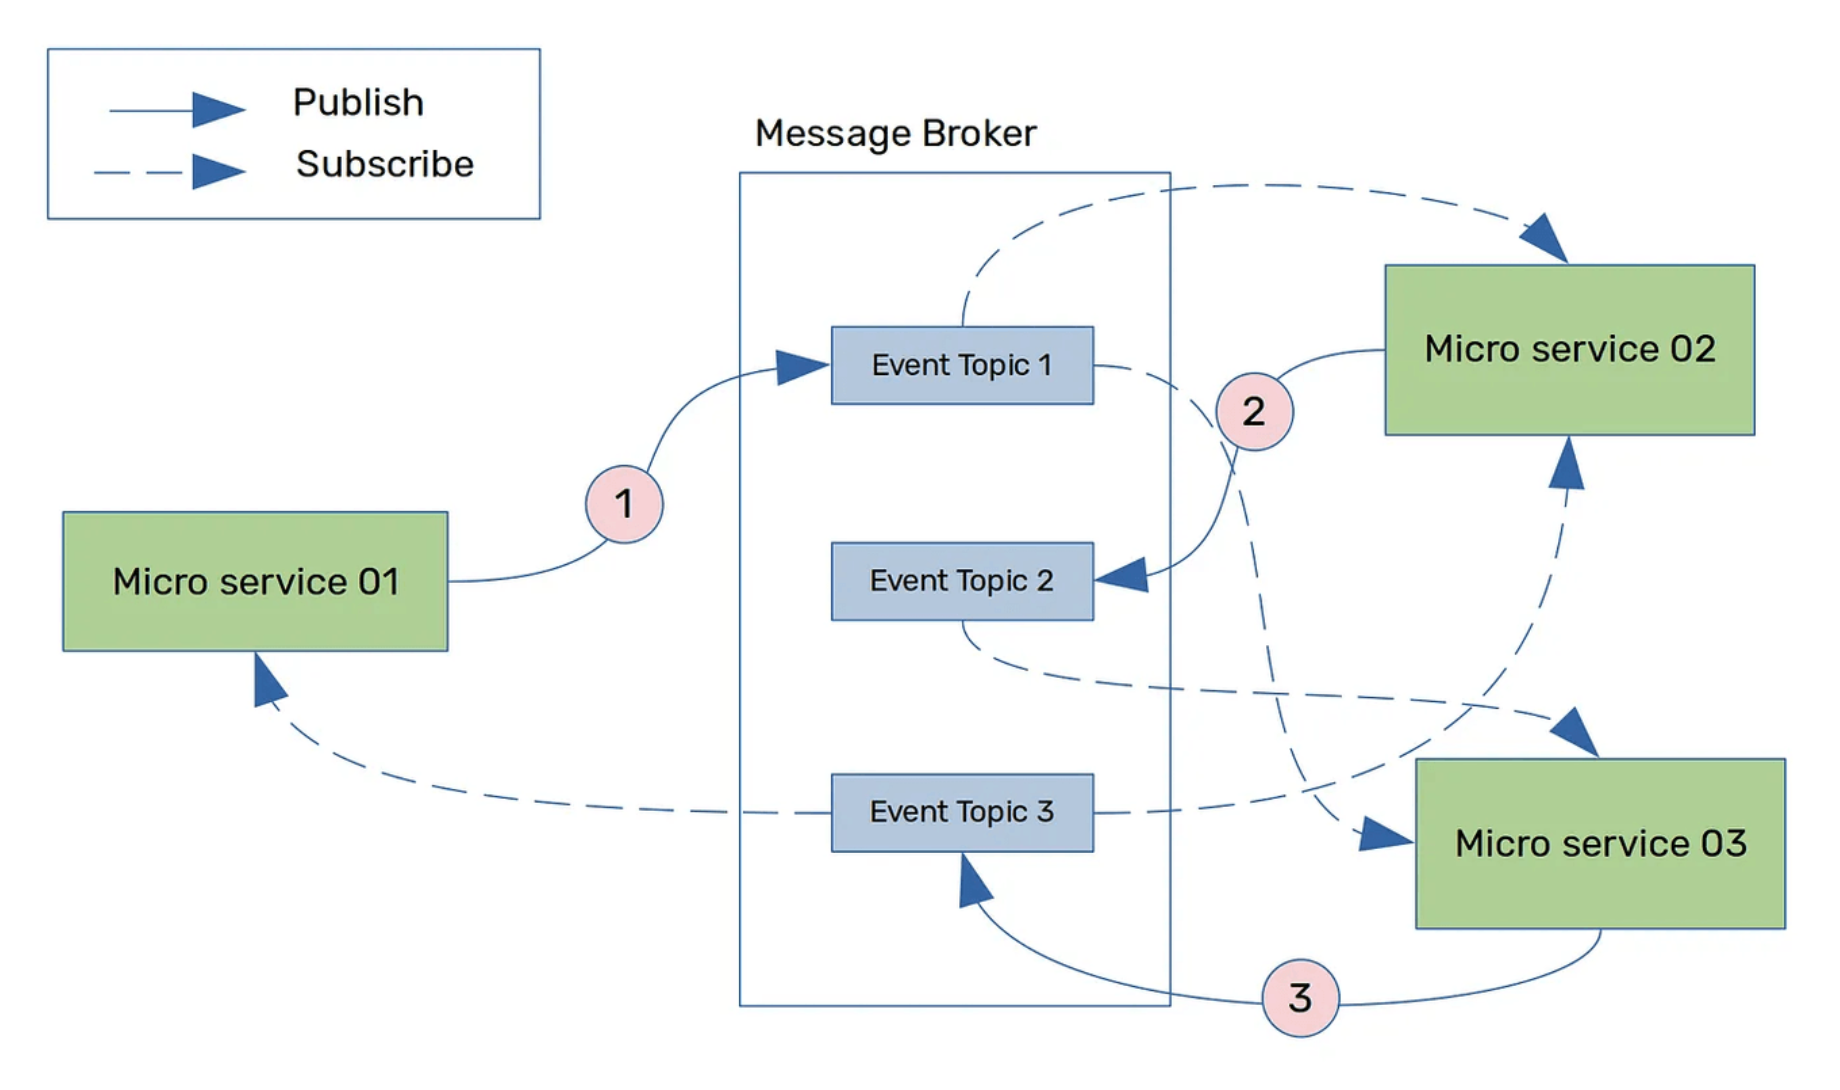 Publish
Subscribe
Message Broker
Event Topic 1
Micro service 02
2
1
Micro service 01
Event Topic 2
Event Topic 3
Micro service 03
3